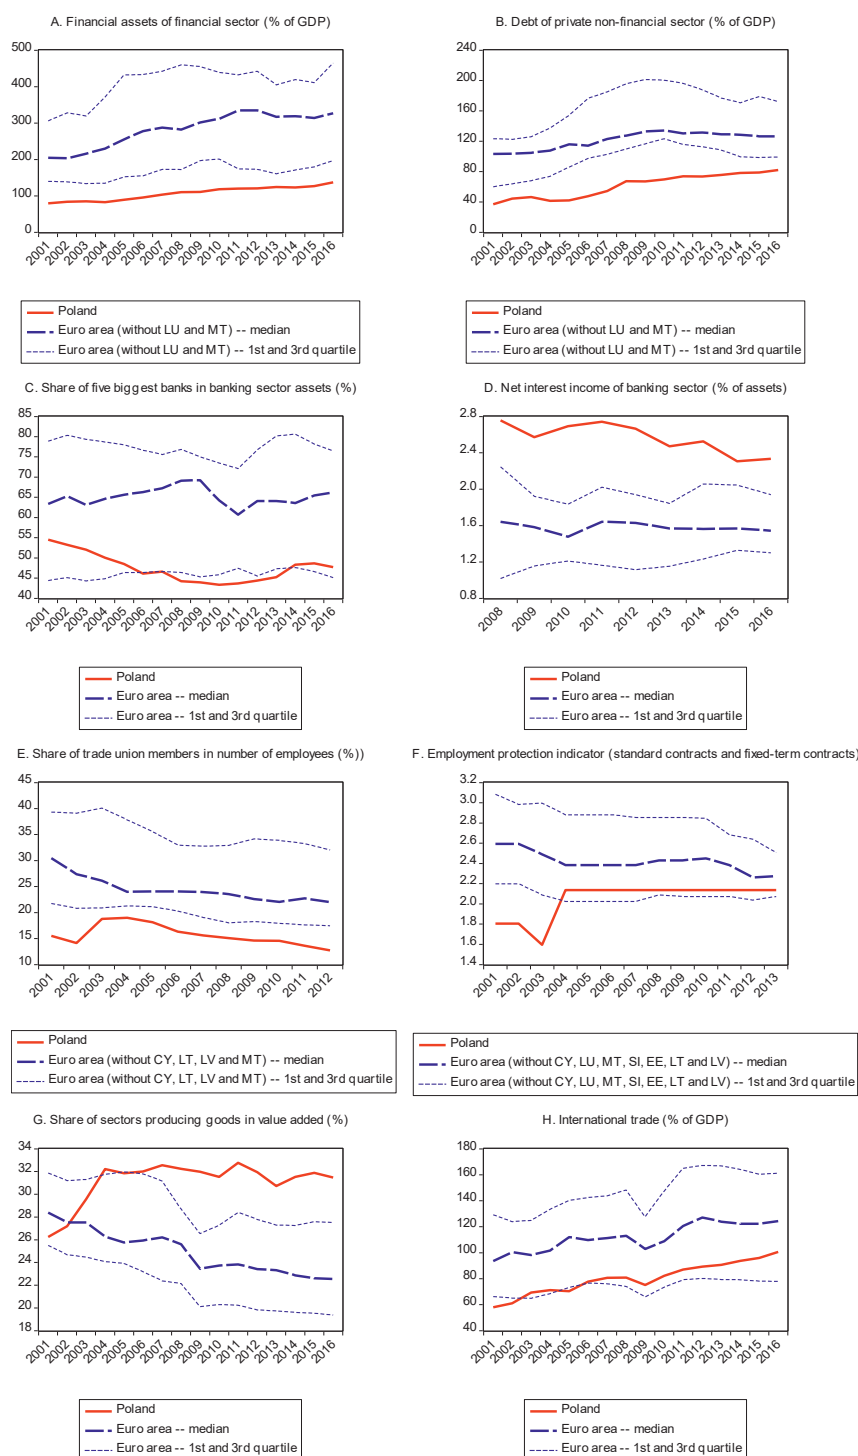 A. Financial assets of financial sector (% of GDP)
500
400
300
200
100
0
2001 2002 2003 2004 2005 2006 2007 2008 2009 2010 2011 2012 2013 2014 2015 2016
Poland
Euro area (without LU and MT) -- median
Euro area (without LU and MT) -- 1st and 3rd quartile
B. Debt of private non-financial sector (% of GDP)
240
200
160
120
80
40
0
2001 2002 2003 2004 2005 2006 2007 2008 2009 2010 2011 2012 2013 2014 2015 2016
Poland
Euro area (without LU and MT) -- median
Euro area (without LU and MT) -- 1st and 3rd quartile
C. Share of five biggest banks in banking sector assets (%)
85
80
75
70
65
60
55
50
45
40
2001 2002 2003 2004 2005 2006 2007 2008 2009 2010 2011 2012 2013 2014 2015 2016
Poland
Euro area -- median
Euro area -- 1st and 3rd quartile
D. Net interest income of banking sector (% of assets)
2.8
2.4
2.0
1.6
1.2
0.8
2008 2009 2010 2011 2012 2013 2014 2015 2016
Poland
Euro area -- median
Euro area -- 1st and 3rd quartile
E. Share of trade union members in number of employees (%))
45
40
35
30
25
20
15
10
2001 2002 2003 2004 2005 2006 2007 2008 2009 2010 2011 2012
Poland
Euro area (without CY, LT, LV and MT) -- median
Euro area (without CY, LT, LV and MT) -- 1st and 3rd quartile
F. Employment protection indicator (standard contracts and fixed-term contracts)
3.2
3.0
2.8
2.6
2.4
2.2
2.0
1.8
1.6
1.4
2001 2002 2003 2004 2005 2006 2007 2008 2009 2010 2011 2012 2013
Poland
Euro area (without CY, LU, MT, SI, EE, LT and LV) -- median
Euro area (without CY, LU, MT, SI, EE, LT and LV) -- 1st and 3rd quartile
G. Share of sectors producing goods in value added (%)
34
32
30
28
26
24
22
20
18
2001 2002 2003 2004 2005 2006 2007 2008 2009 2010 2011 2012 2013 2014 2015 2016
Poland
Euro area -- median
Euro area -- 1st and 3rd quartile
H. International trade (% of GDP)
180
160
140
120
100
80
60
40
2001 2002 2003 2004 2005 2006 2007 2008 2009 2010 2011 2012 2013 2014 2015 2016
Poland
Euro area -- median
Euro area -- 1st and 3rd quartile